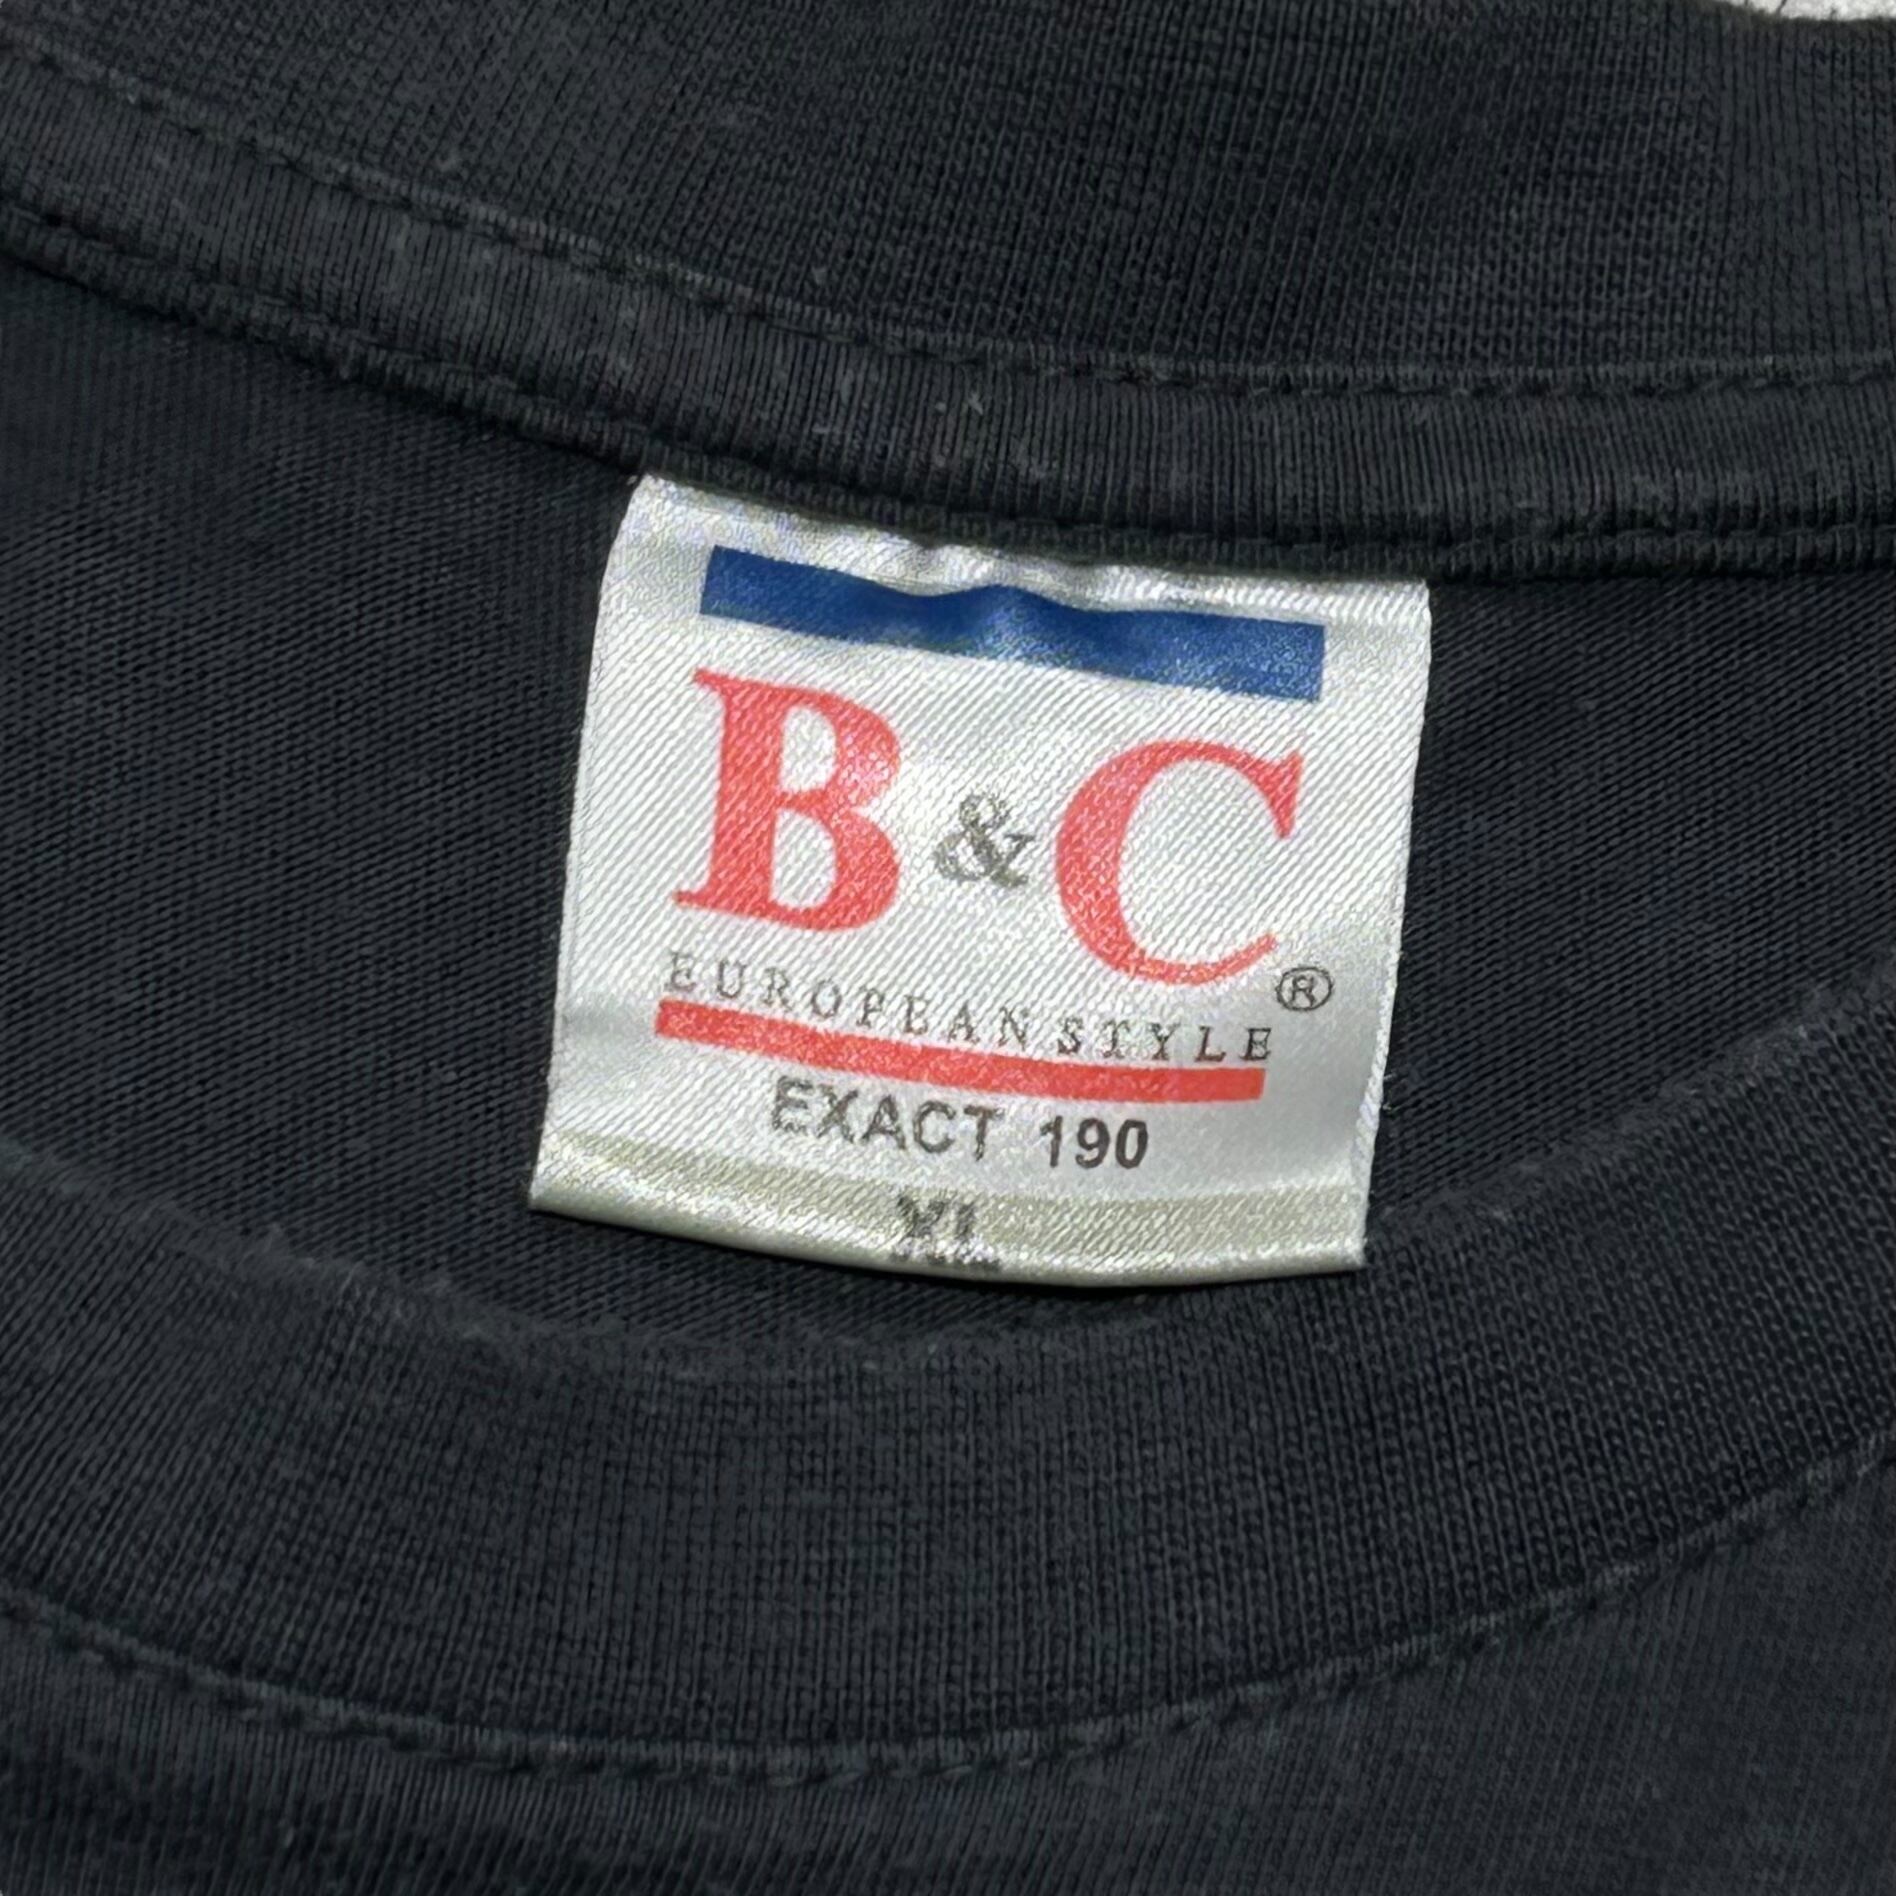 B & C ®
EUROPEAN STYLE
EXACT 190
XL